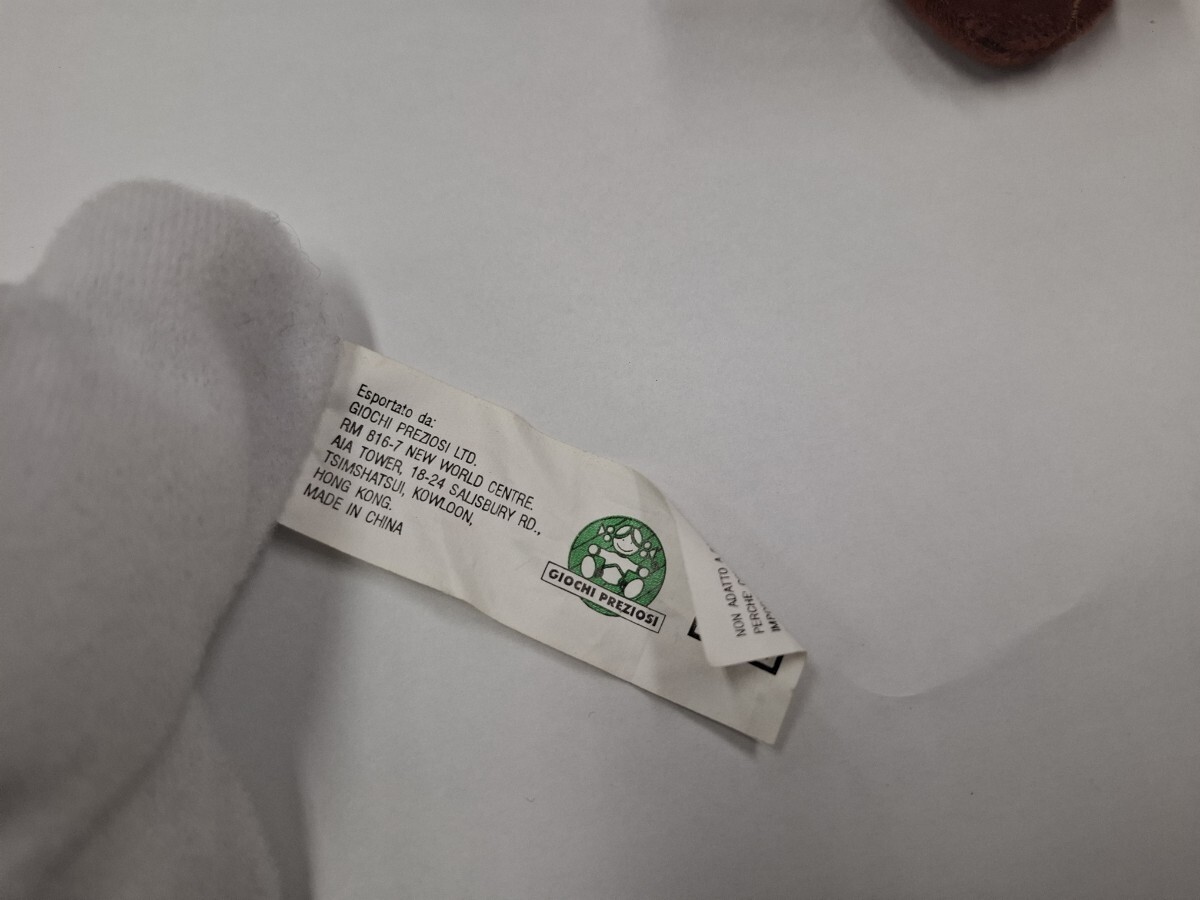 Esportato da:
GIOCHI PREZIOSI LTD.
RM 816-7 NEW WORLD CENTRE.
AIA TOWER, 18-24 SALISBURY RD.,
TSIMSHATSUI, KOWLOON,
HONG KONG.
MADE IN CHINA
GIOCHI PREZIOSI
NON ADATTO
PERCHE